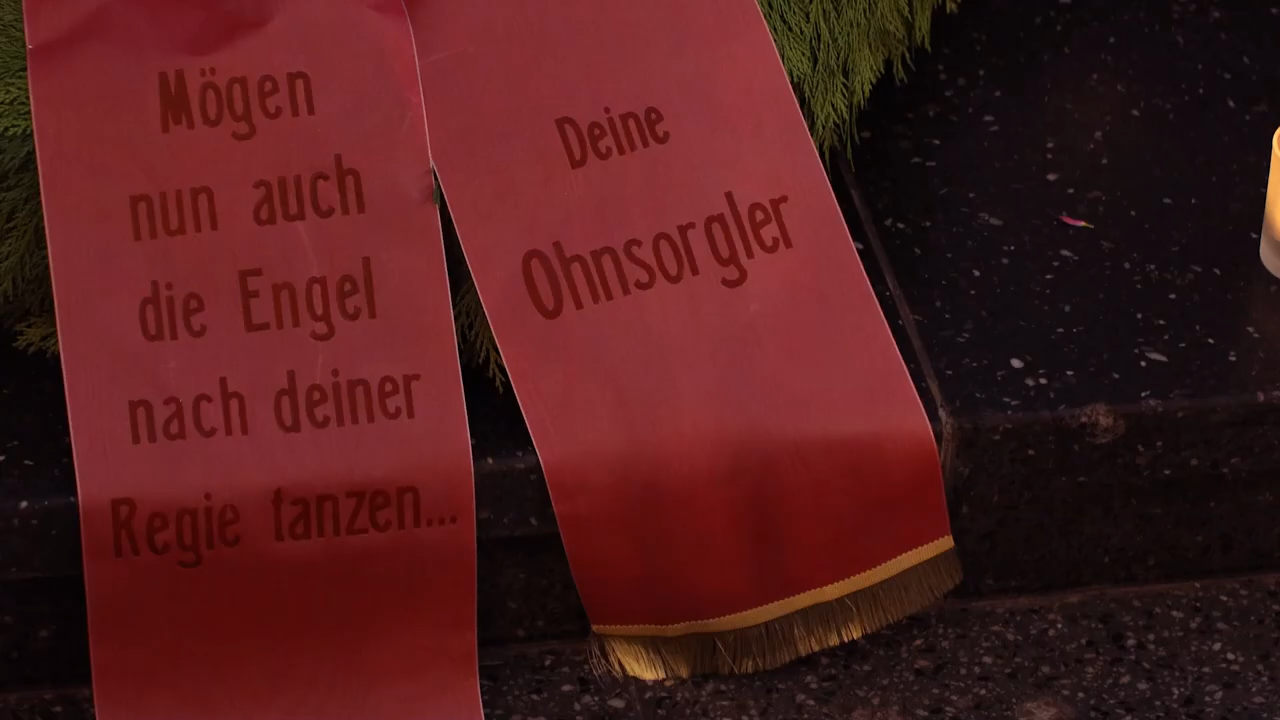 Mögen
nun auch
die Engel
nach deiner
Regie tanzen...
Deine
Ohnsorgler